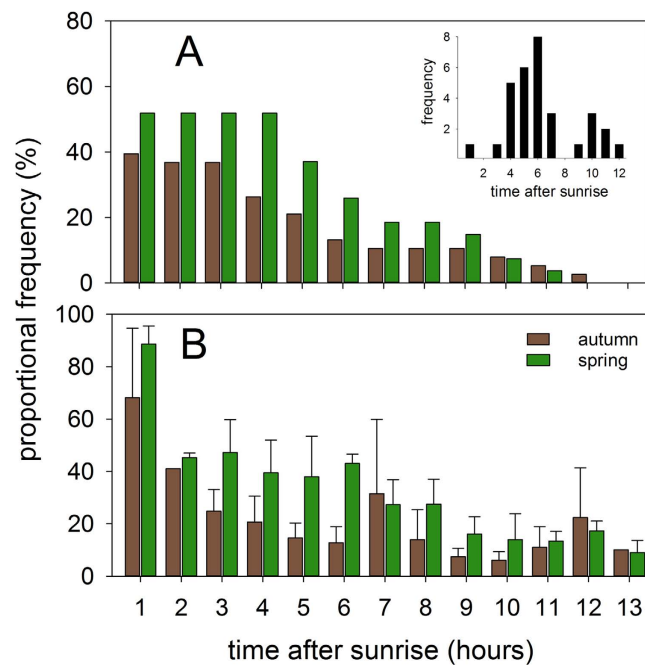 80
A
60
40
20
0
8
6
4
2
frequency
2 4 6 8 10 12
time after sunrise
proportional frequency (%)
100
B
80
60
40
20
0
autumn
spring
1 2 3 4 5 6 7 8 9 10 11 12 13
time after sunrise (hours)